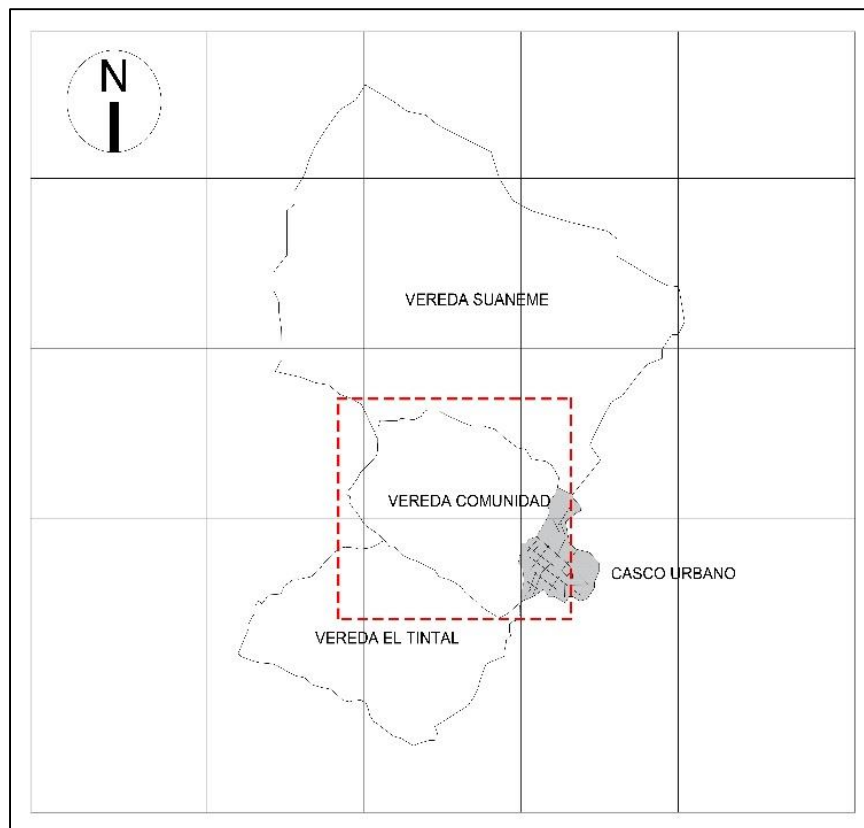 N
VEREDA SUANEME
VEREDA COMUNIDAD
CASCO URBANO
VEREDA EL TINTAL